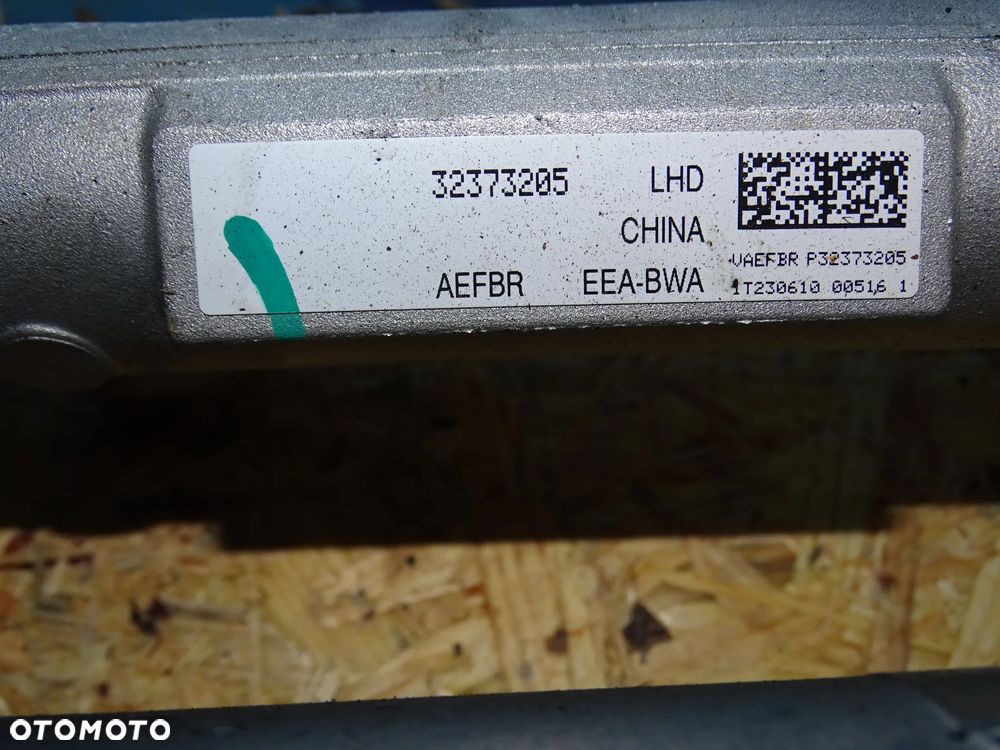 32373205 LHD
CHINA
AEFBR EEA-BWA
VAEFBR P32373205
1T230610 00516 1
OTOMOTO